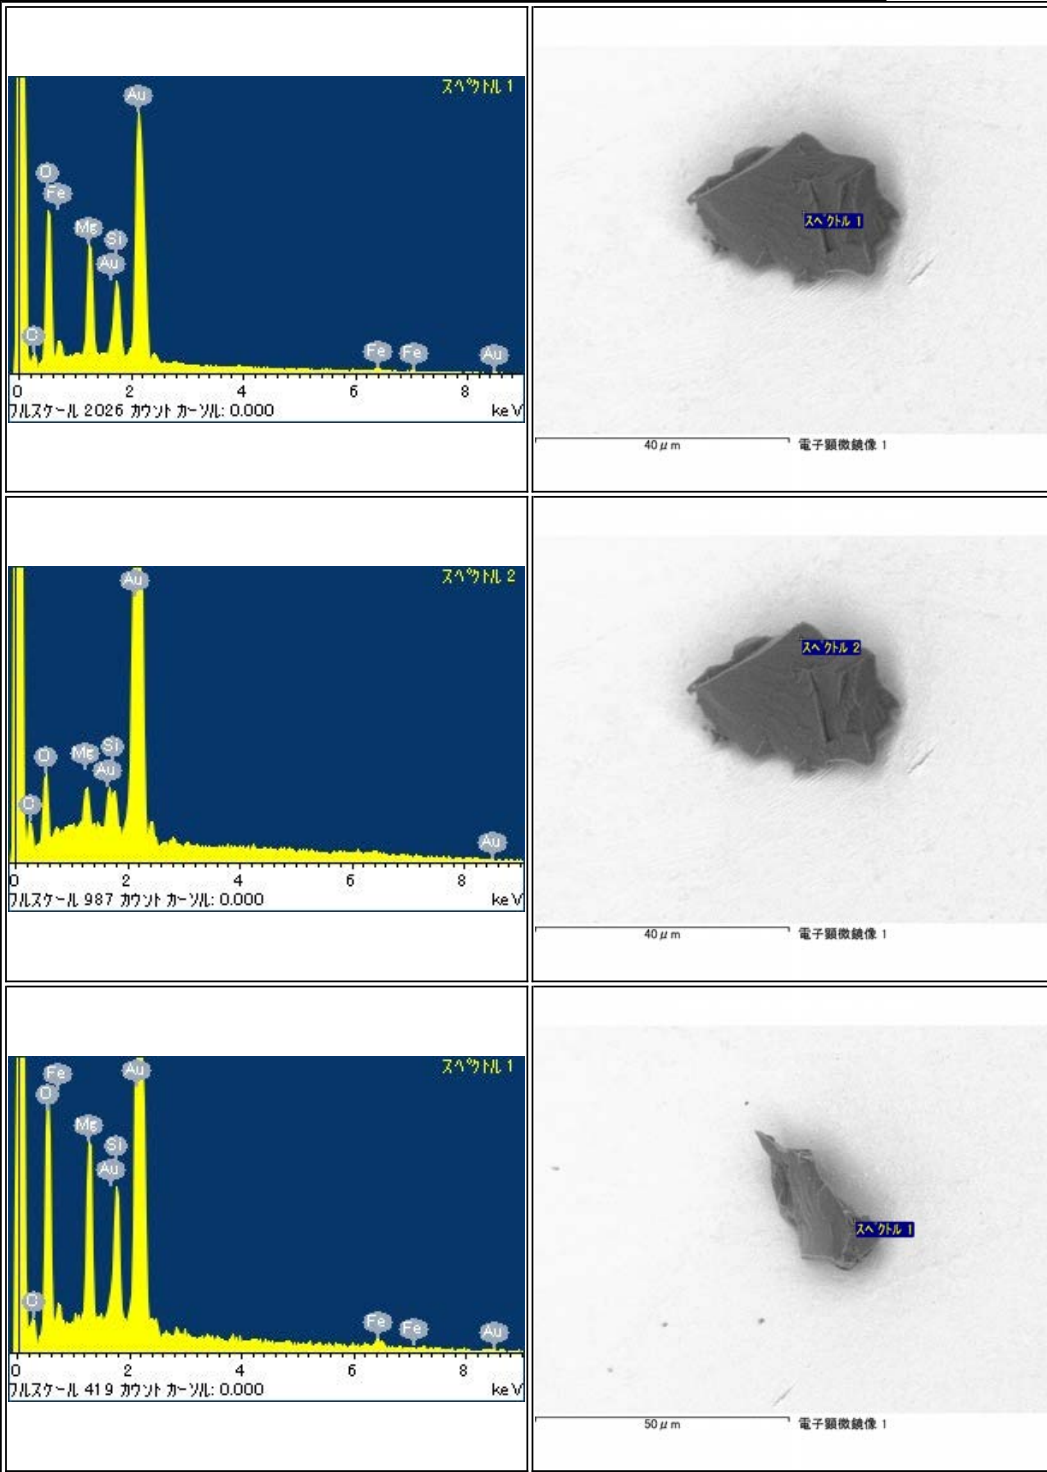 スペクトル 1
Au
O
Fe
Mg
Si
Au
C
Fe
Fe
Au
0 2 4 6 8
フルスケール 2026 カウント カーソル: 0.000 keV
スペクトル 1
40μm 電子顕微鏡像 1
スペクトル 2
Au
O
Mg
Si
Au
C
Au
0 2 4 6 8
フルスケール 987 カウント カーソル: 0.000 keV
スペクトル 2
40μm 電子顕微鏡像 1
スペクトル 1
Fe
Au
O
Mg
Si
Au
C
Fe
Fe
Au
0 2 4 6 8
フルスケール 419 カウント カーソル: 0.000 keV
スペクトル 1
50μm 電子顕微鏡像 1